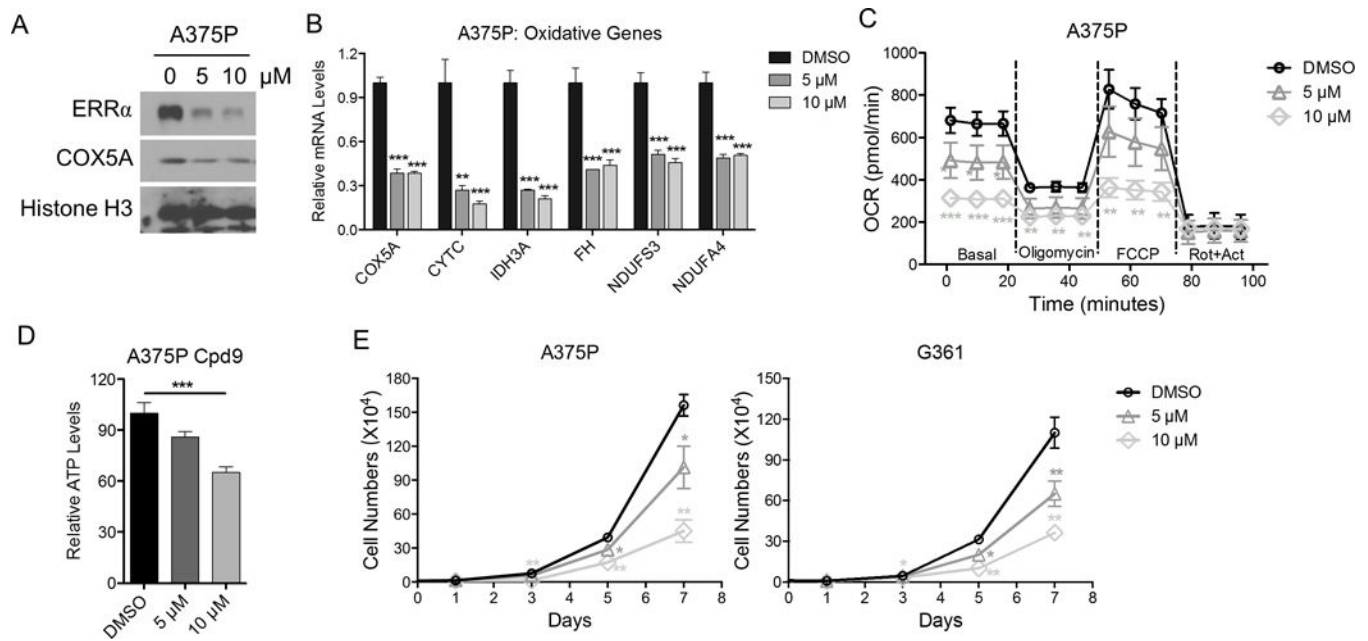 A
A375P
0 5 10 µM
ERRα
COX5A
Histone H3
B
A375P: Oxidative Genes
Relative mRNA Levels
1.2
0.9
0.6
0.3
0.0
*** ***
** ***
*** ***
*** ***
*** ***
*** ***
COX5A
CYTC
IDH3A
FH
NDUFS3
NDUFA4
DMSO
5 µM
10 µM
C
A375P
OCR (pmol/min)
1000
800
600
400
200
0
* * *
*** *** ***
** ** **
** ** **
Basal
Oligomycin
FCCP
Rot+Act
0 20 40 60 80 100
Time (minutes)
DMSO
5 µM
10 µM
D
A375P Cpd9
Relative ATP Levels
120
90
60
30
0
***
DMSO
5 µM
10 µM
E
A375P
Cell Numbers (X10⁴)
180
150
120
90
60
30
0
**
*
**
*
**
0 1 2 3 4 5 6 7 8
Days
G361
Cell Numbers (X10⁴)
150
120
90
60
30
0
*
*
**
**
**
0 1 2 3 4 5 6 7 8
Days
DMSO
5 µM
10 µM